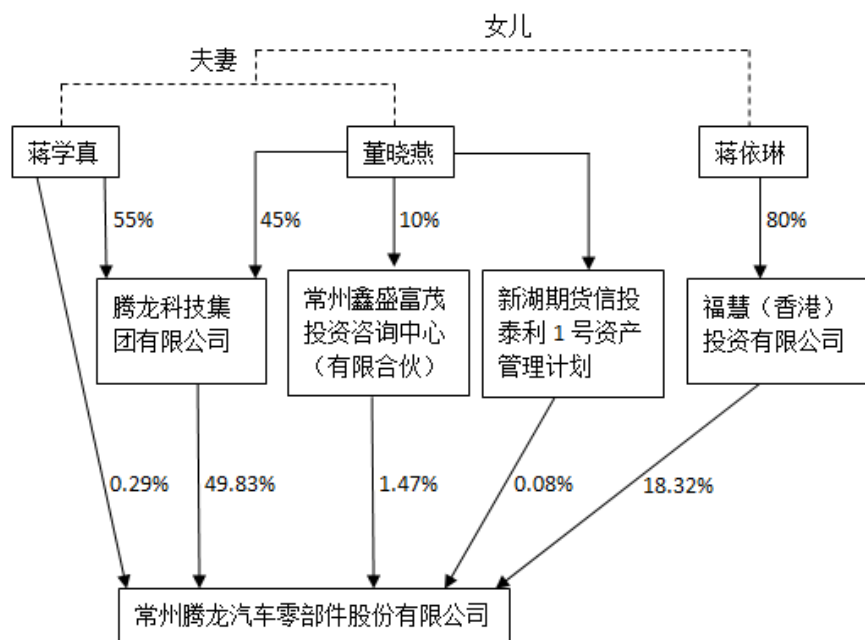 女儿
夫妻
蒋学真
董晓燕
蒋依琳
55%
45%
10%
80%
腾龙科技集
团有限公司
常州鑫盛富茂
投资咨询中心
（有限合伙）
新湖期货信投
泰利 1 号资产
管理计划
福慧（香港）
投资有限公司
0.29%
49.83%
1.47%
0.08%
18.32%
常州腾龙汽车零部件股份有限公司